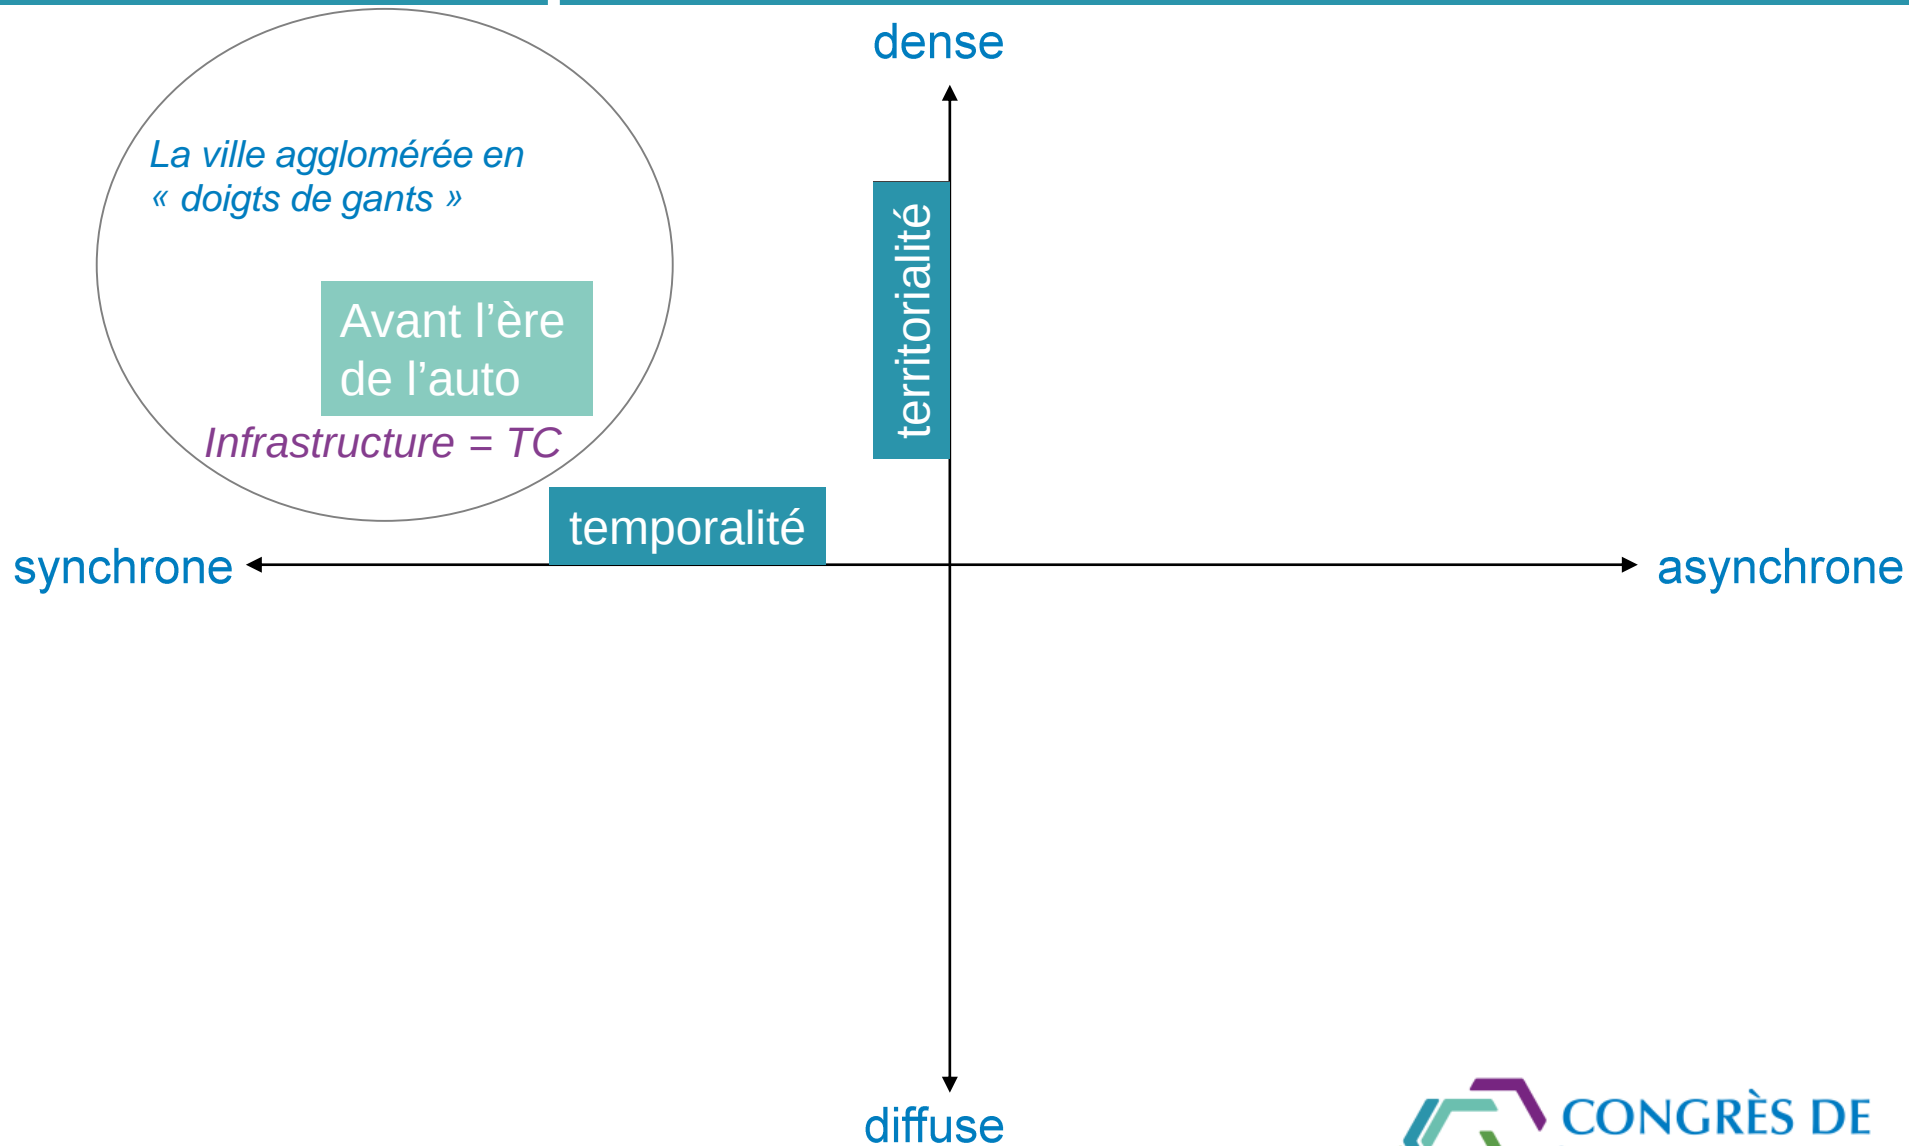 dense
La ville agglomérée en
« doigts de gants »
territorialité
Avant l’ère
de l’auto
Infrastructure = TC
temporalité
synchrone
asynchrone
diffuse
CONGRÈS DE